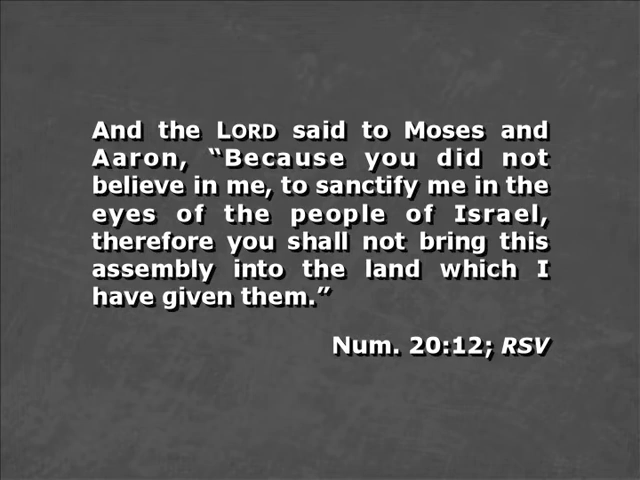 And the LORD said to Moses and
Aaron, “Because you did not
believe in me, to sanctify me in the
eyes of the people of Israel,
therefore you shall not bring this
assembly into the land which I
have given them.”
Num. 20:12; RSV